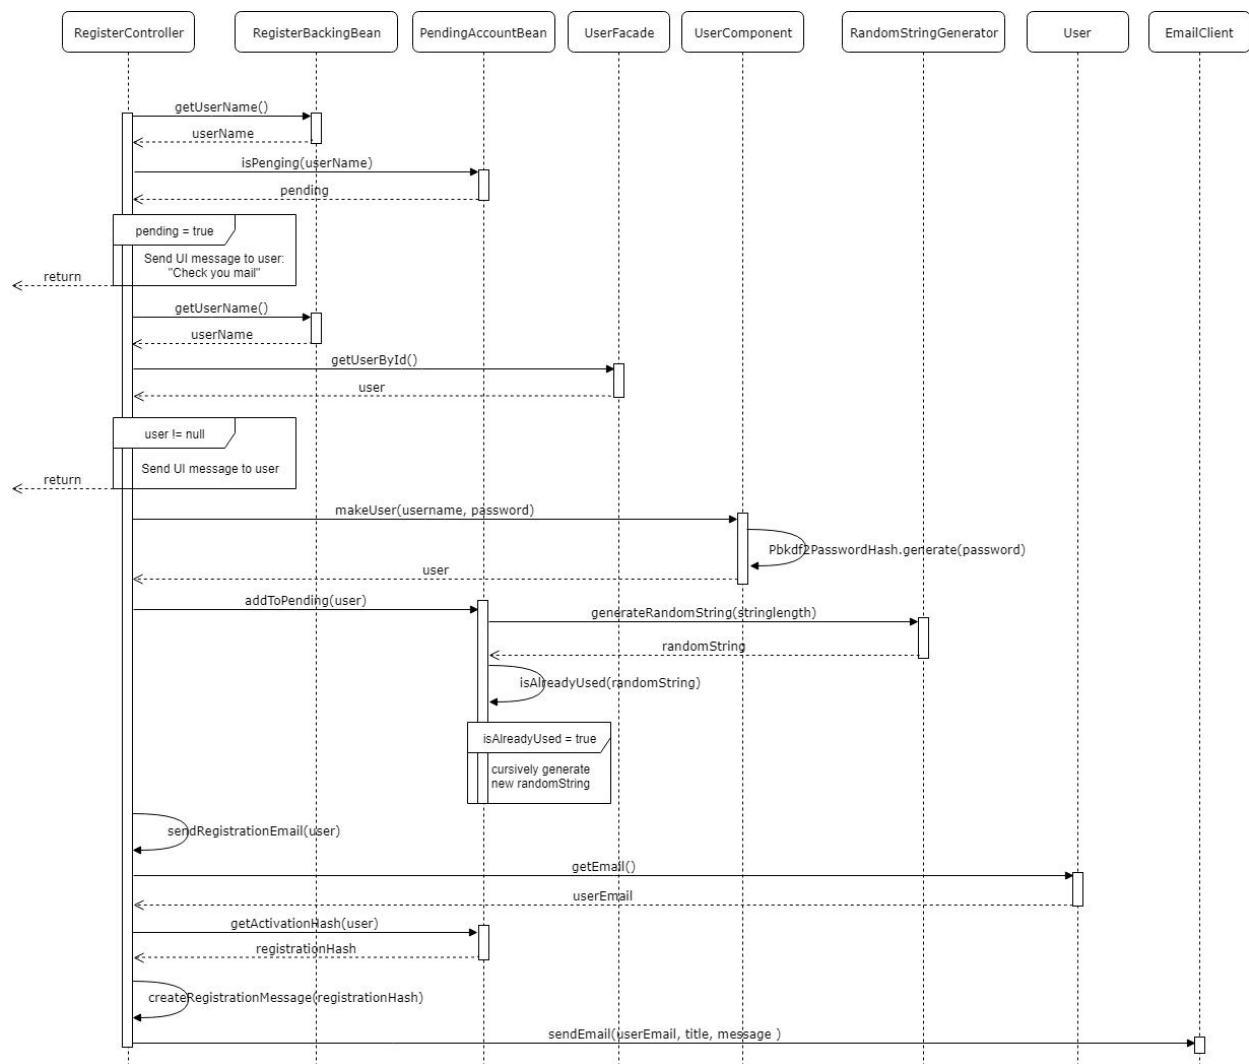 RegisterController
RegisterBackingBean
PendingAccountBean
UserFacade
UserComponent
RandomStringGenerator
User
EmailClient
getUserName()
userName
isPenging(userName)
pending
pending = true
Send UI message to user:
"Check you mail"
return
getUserName()
userName
getUserById()
user
user != null
Send UI message to user
return
makeUser(username, password)
Pbkdf2PasswordHash.generate(password)
user
addToPending(user)
generateRandomString(stringlength)
randomString
isAlreadyUsed(randomString)
isAlreadyUsed = true
cursively generate
new randomString
sendRegistrationEmail(user)
getEmail()
userEmail
getActivationHash(user)
registrationHash
createRegistrationMessage(registrationHash)
sendEmail(userEmail, title, message )